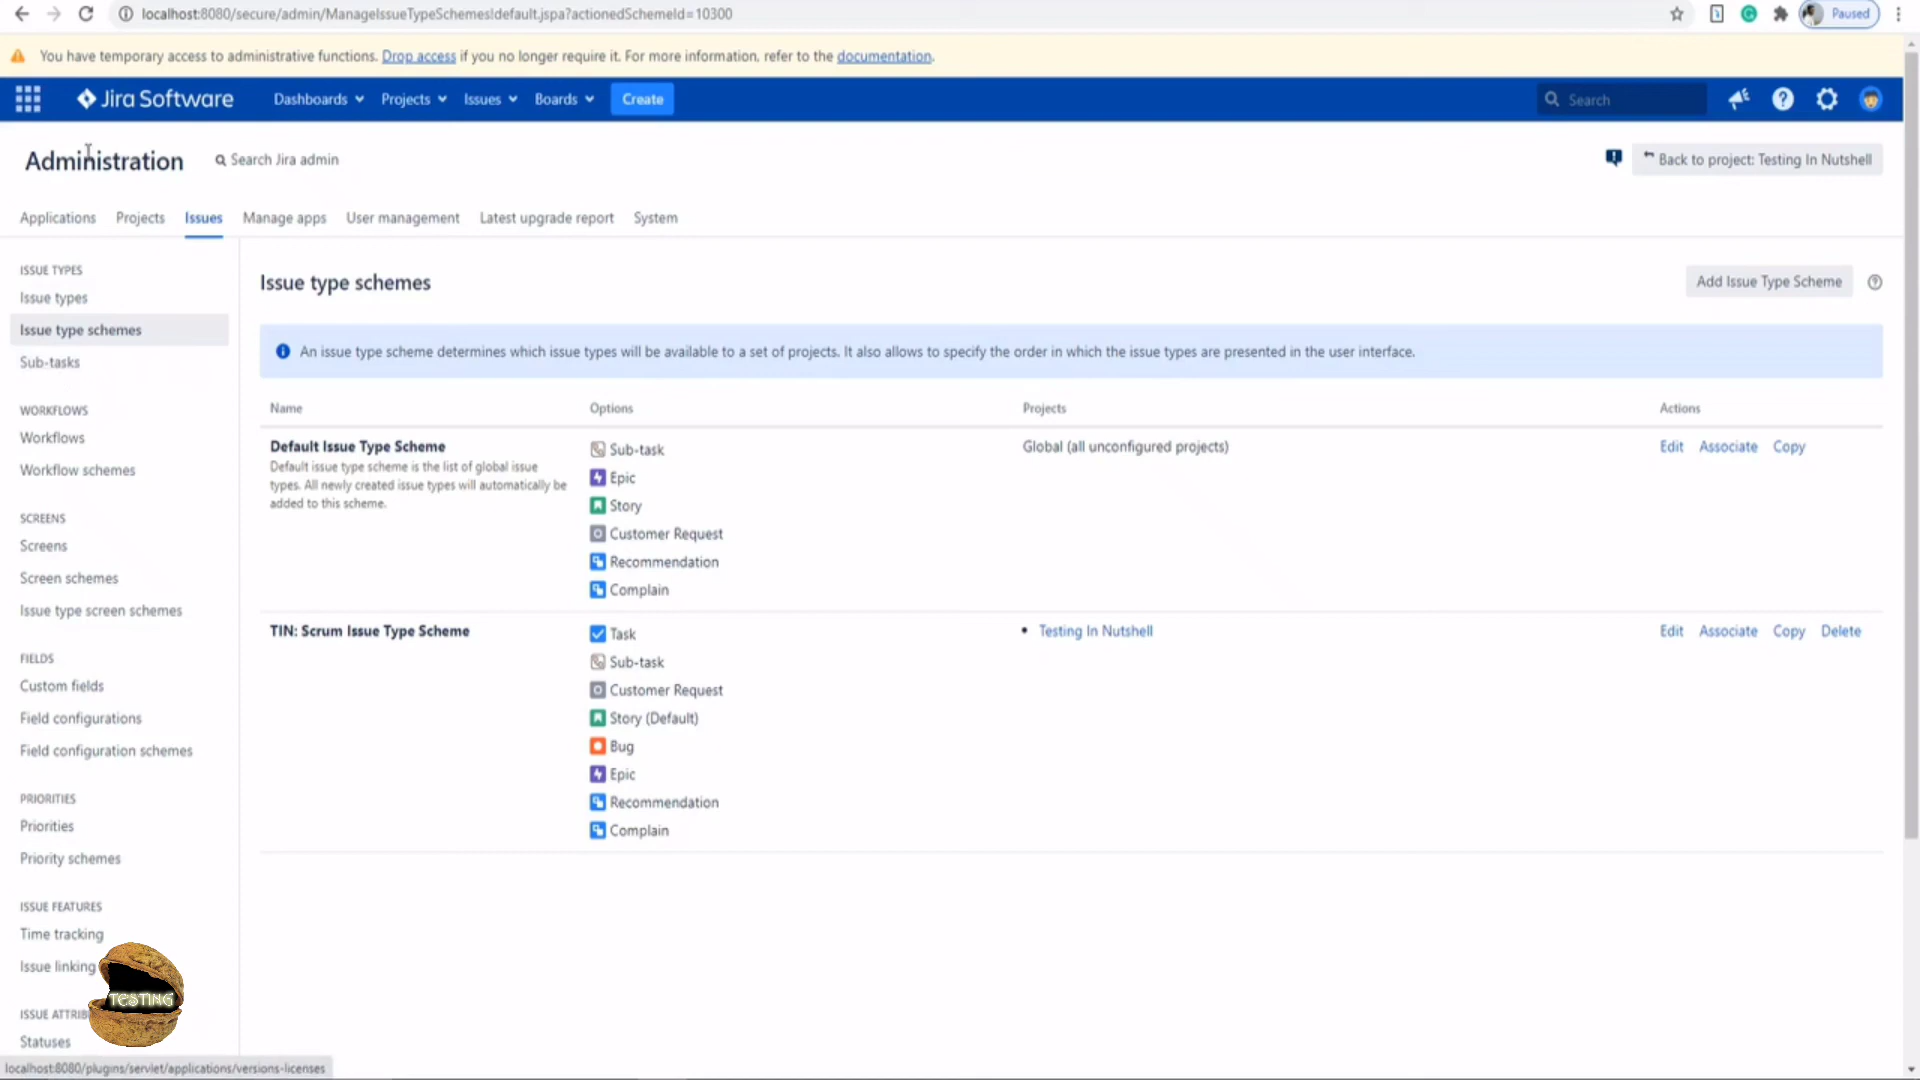 localhost:8080/secure/admin/ManageIssueTypeSchemes!default.jspa?actionedSchemeId=10300
Paused
You have temporary access to administrative functions. Drop access if you no longer require it. For more information, refer to the documentation.
Jira Software
Dashboards
Projects
Issues
Boards
Create
Search
Administration
Search Jira admin
Back to project: Testing In Nutshell
Applications
Projects
Issues
Manage apps
User management
Latest upgrade report
System
ISSUE TYPES
Issue types
Issue type schemes
Sub-tasks
WORKFLOWS
Workflows
Workflow schemes
SCREENS
Screens
Screen schemes
Issue type screen schemes
FIELDS
Custom fields
Field configurations
Field configuration schemes
PRIORITIES
Priorities
Priority schemes
ISSUE FEATURES
Time tracking
Issue linking
ISSUE ATTRIB
Statuses
TESTING
Issue type schemes
Add Issue Type Scheme
An issue type scheme determines which issue types will be available to a set of projects. It also allows to specify the order in which the issue types are presented in the user interface.
Name
Options
Projects
Actions
Default Issue Type Scheme
Default issue type scheme is the list of global issue
types. All newly created issue types will automatically be
added to this scheme.
Sub-task
Epic
Story
Customer Request
Recommendation
Complain
Global (all unconfigured projects)
Edit
Associate
Copy
TIN: Scrum Issue Type Scheme
Task
Sub-task
Customer Request
Story (Default)
Bug
Epic
Recommendation
Complain
• Testing In Nutshell
Edit
Associate
Copy
Delete
localhost:8080/plugins/servlet/applications/versions-licenses